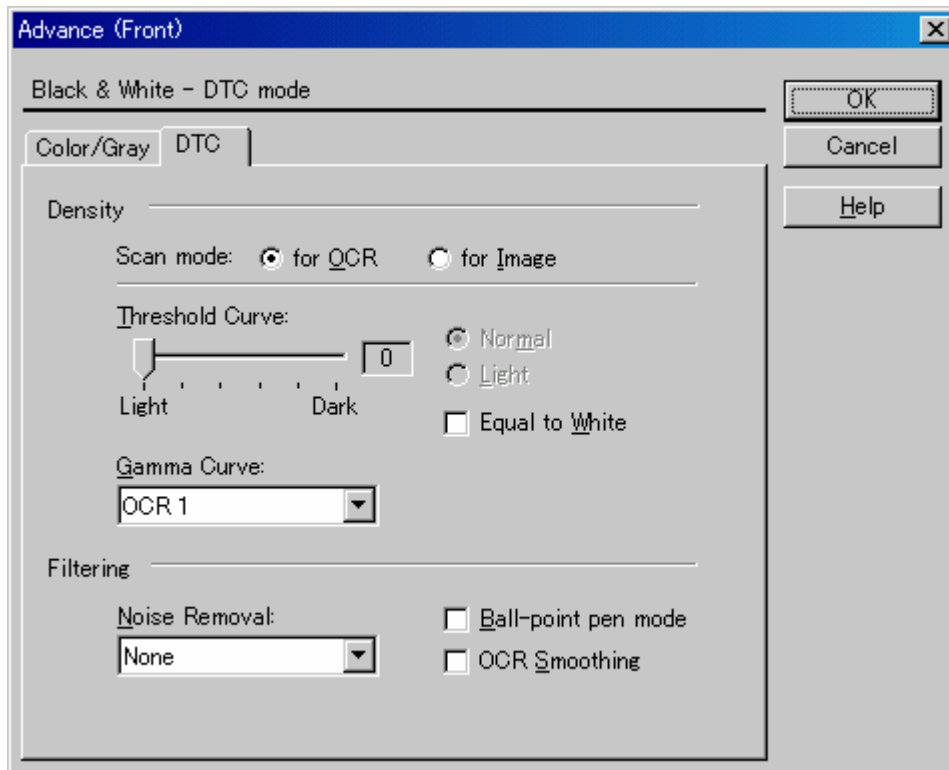 Advance (Front)
Black & White - DTC mode
OK
Color/Gray DTC
Cancel
Density
Help
Scan mode: for OCR for Image
Threshold Curve:
0
Normal
Light
Light Dark
Equal to White
Gamma Curve:
OCR 1
Filtering
Noise Removal:
Ball-point pen mode
None
OCR Smoothing